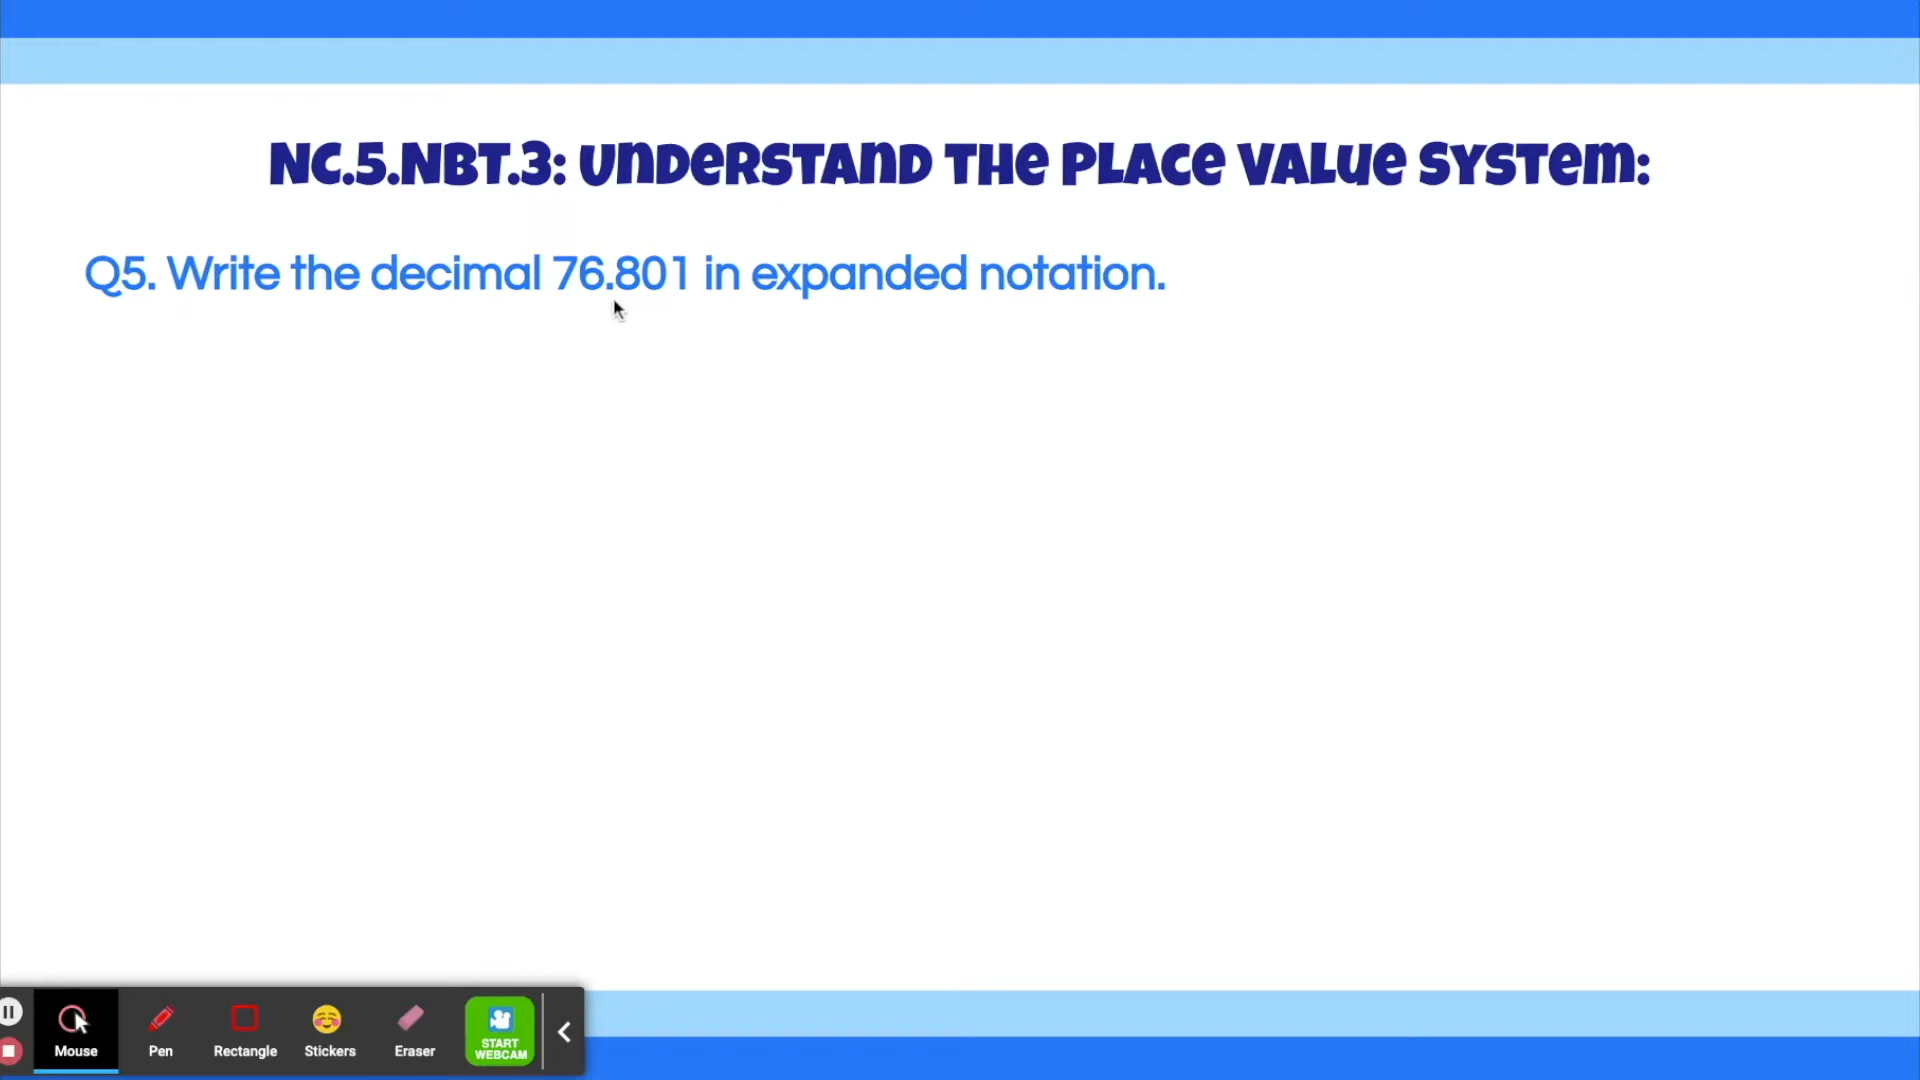 NC.5.NBT.3: Understand the Place Value System:
Q5. Write the decimal 76.801 in expanded notation.
Mouse
Pen
Rectangle
Stickers
Eraser
START
WEBCAM